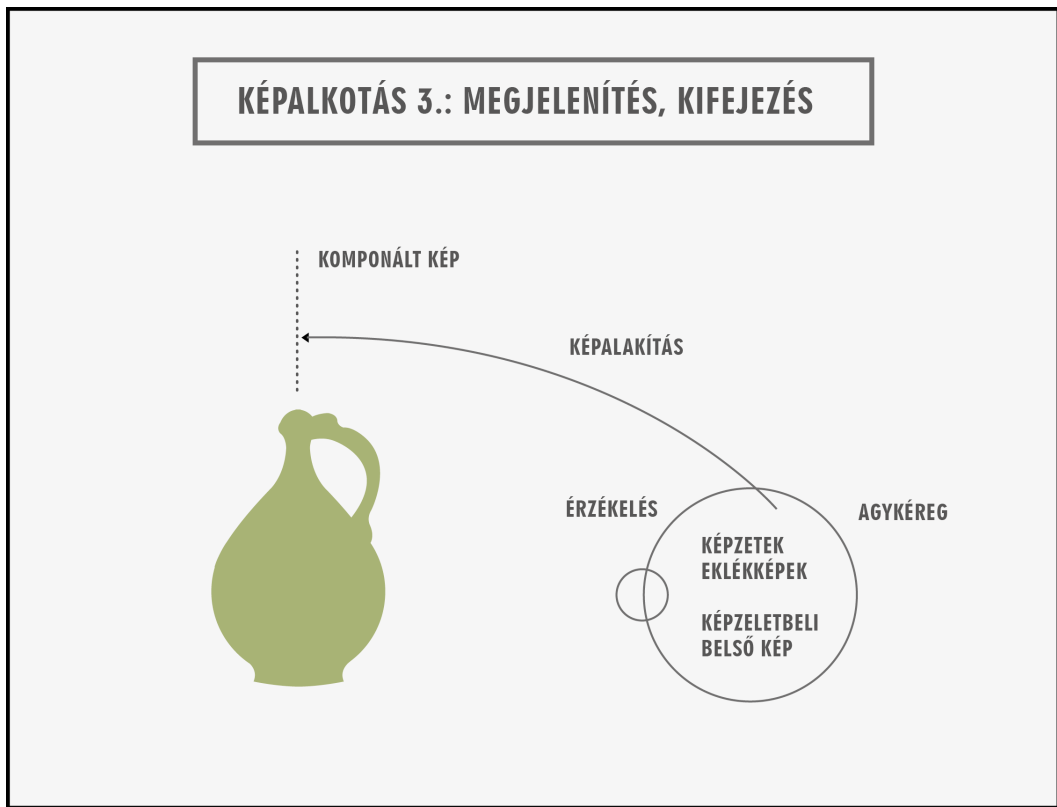 KÉPALKOTÁS 3.: MEGJELENÍTÉS, KIFEJEZÉS
KOMPONÁLT KÉP
KÉPALAKÍTÁS
ÉRZÉKELÉS
AGYKÉREG
KÉPZETEK
EKLÉKKÉPEK
KÉPZELETBELI
BELSŐ KÉP